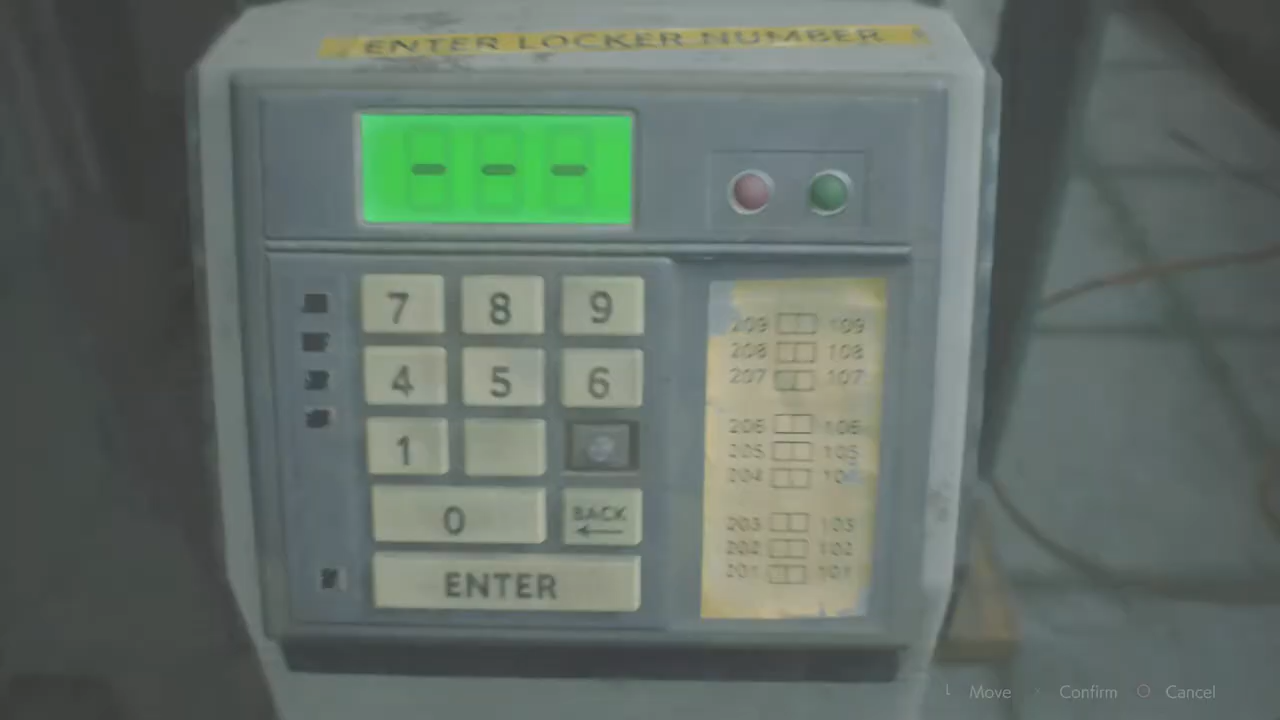 ENTER LOCKER NUMBER
- - -
7 8 9
4 5 6
1
0 BACK
ENTER
209 109
208 108
207 107
206 106
205 105
204
203 103
202 102
201 101
L Move × Confirm O Cancel